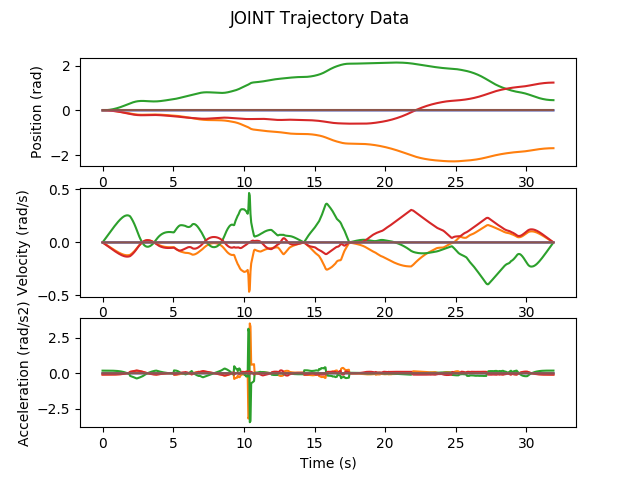 JOINT Trajectory Data
Position (rad)
2
0
−2
0 5 10 15 20 25 30
Velocity (rad/s)
0.5
0.0
−0.5
0 5 10 15 20 25 30
Acceleration (rad/s2)
2.5
0.0
−2.5
0 5 10 15 20 25 30
Time (s)